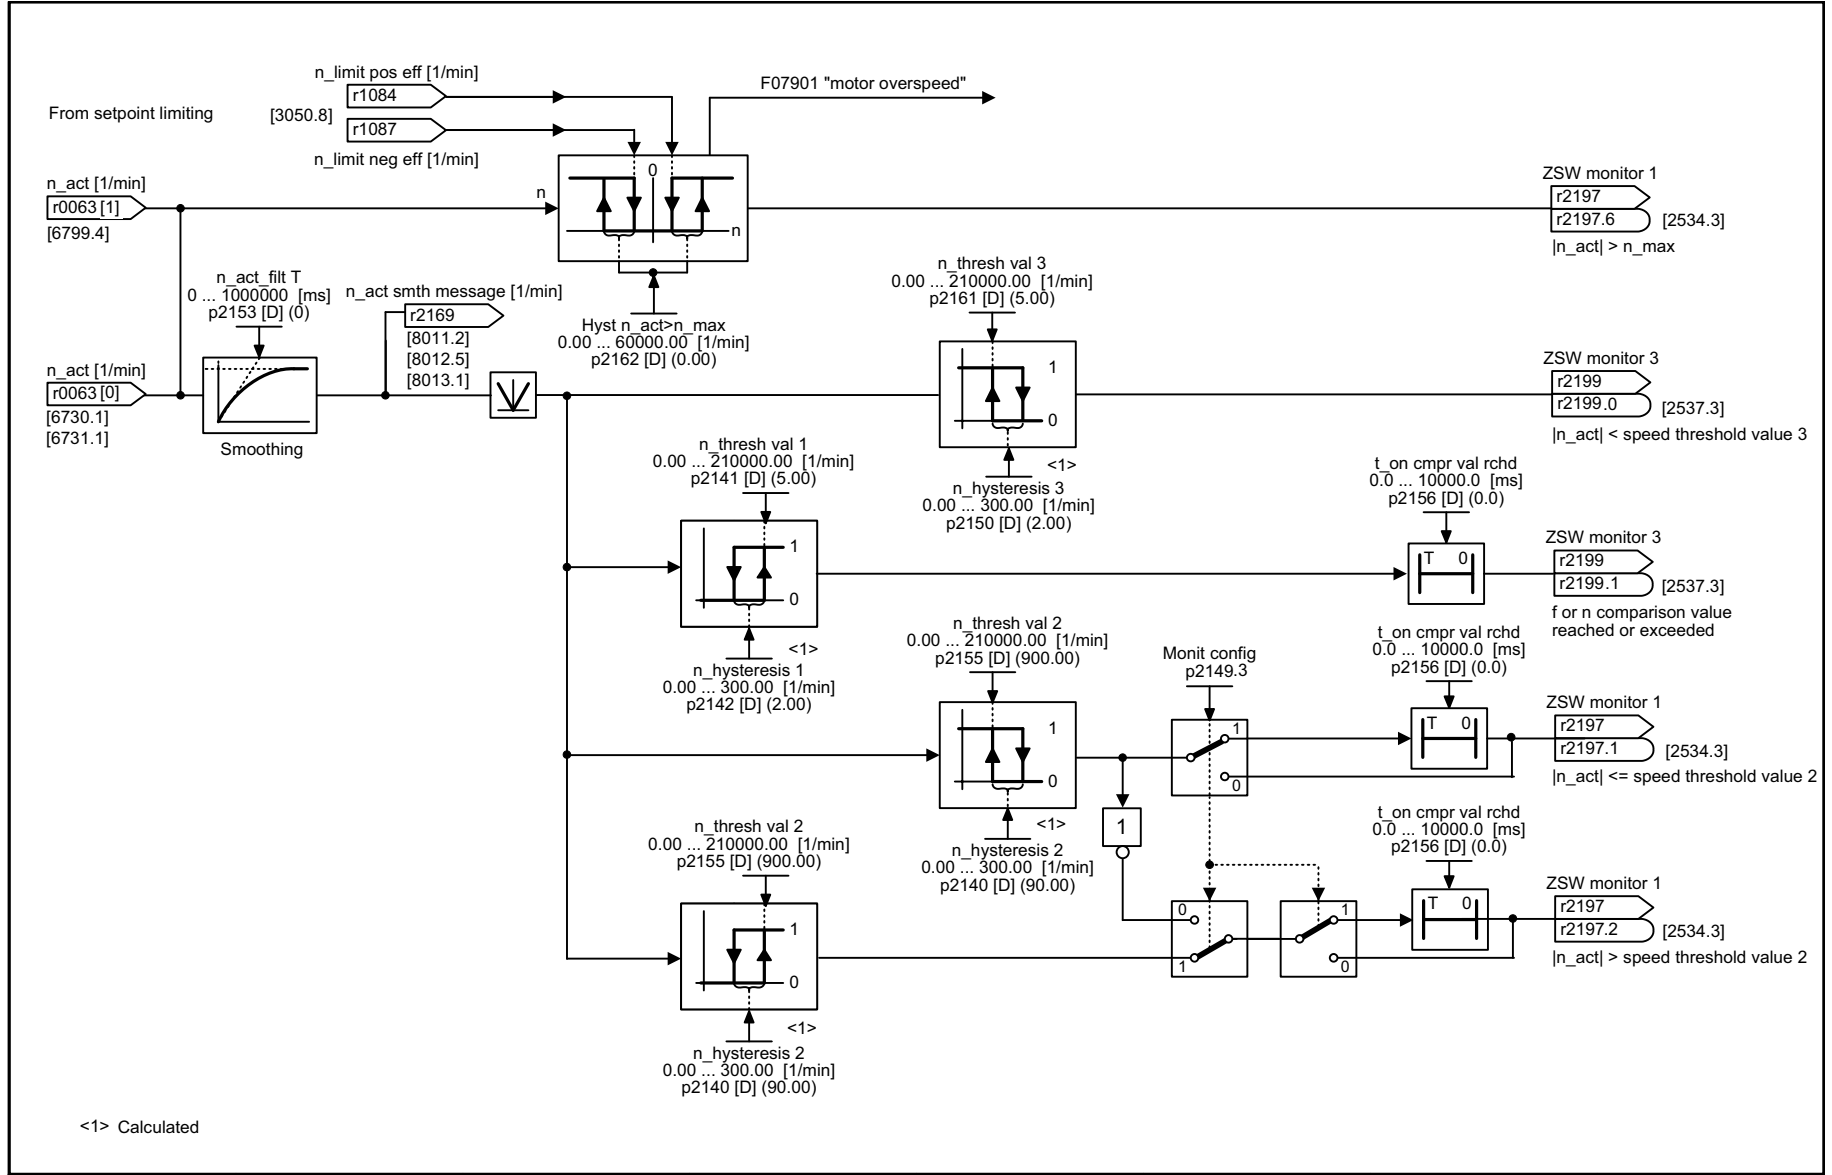 n_limit pos eff [1/min]
r1084
F07901 "motor overspeed"
From setpoint limiting
[3050.8]
r1087
n_limit neg eff [1/min]
n_act [1/min]
r0063 [1]
[6799.4]
n
0
n
ZSW monitor 1
r2197
r2197.6
[2534.3]
|n_act| > n_max
n_act_filt T
0 ... 1000000 [ms]
p2153 [D] (0)
n_act smth message [1/min]
r2169
[8011.2]
[8012.5]
[8013.1]
Hyst n_act>n_max
0.00 ... 60000.00 [1/min]
p2162 [D] (0.00)
n_thresh val 3
0.00 ... 210000.00 [1/min]
p2161 [D] (5.00)
n_act [1/min]
r0063 [0]
[6730.1]
[6731.1]
Smoothing
1
0
ZSW monitor 3
r2199
r2199.0
[2537.3]
|n_act| < speed threshold value 3
<1>
n_hysteresis 3
0.00 ... 300.00 [1/min]
p2150 [D] (2.00)
n_thresh val 1
0.00 ... 210000.00 [1/min]
p2141 [D] (5.00)
1
0
<1>
n_hysteresis 1
0.00 ... 300.00 [1/min]
p2142 [D] (2.00)
t_on cmpr val rchd
0.0 ... 10000.0 [ms]
p2156 [D] (0.0)
T 0
ZSW monitor 3
r2199
r2199.1
[2537.3]
f or n comparison value
reached or exceeded
n_thresh val 2
0.00 ... 210000.00 [1/min]
p2155 [D] (900.00)
1
0
<1>
n_hysteresis 2
0.00 ... 300.00 [1/min]
p2140 [D] (90.00)
Monit config
p2149.3
1
0
t_on cmpr val rchd
0.0 ... 10000.0 [ms]
p2156 [D] (0.0)
T 0
ZSW monitor 1
r2197
r2197.1
[2534.3]
|n_act| <= speed threshold value 2
1
n_thresh val 2
0.00 ... 210000.00 [1/min]
p2155 [D] (900.00)
1
0
<1>
n_hysteresis 2
0.00 ... 300.00 [1/min]
p2140 [D] (90.00)
0
1
1
0
t_on cmpr val rchd
0.0 ... 10000.0 [ms]
p2156 [D] (0.0)
T 0
ZSW monitor 1
r2197
r2197.2
[2534.3]
|n_act| > speed threshold value 2
<1> Calculated